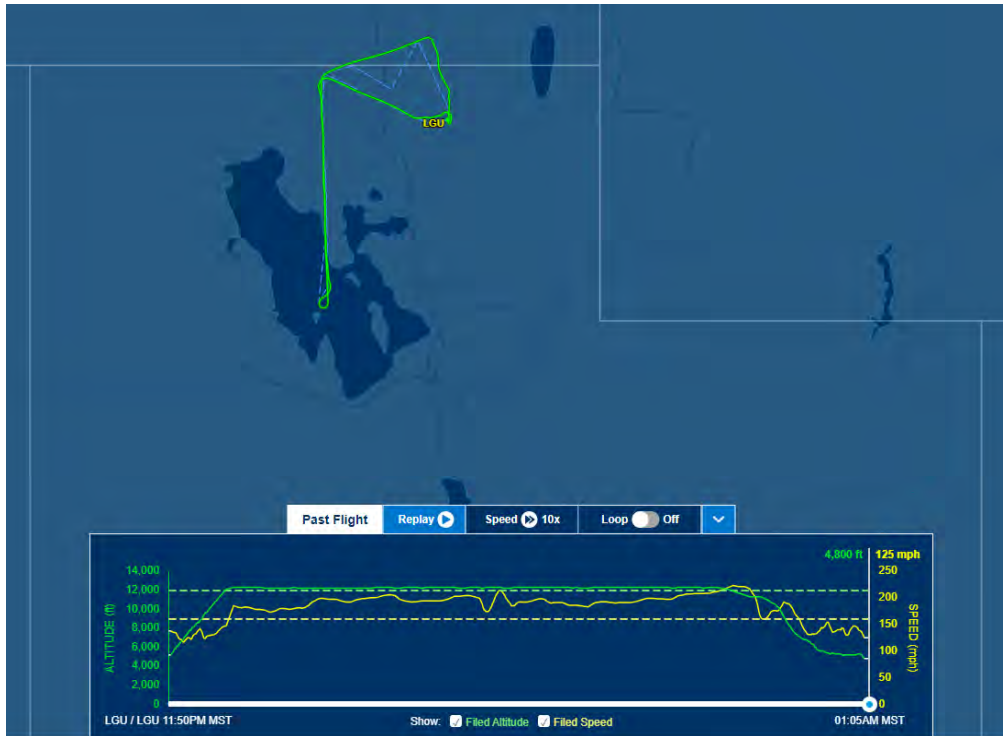 LGU
Past Flight Replay Speed 10x Loop Off
4,800 ft 125 mph
14,000 250
12,000
10,000 200
8,000 150
6,000
4,000 100
2,000 50
0 0
ALTITUDE (ft)
SPEED (mph)
LGU / LGU 11:50PM MST Show: Filed Altitude Filed Speed 01:05AM MST